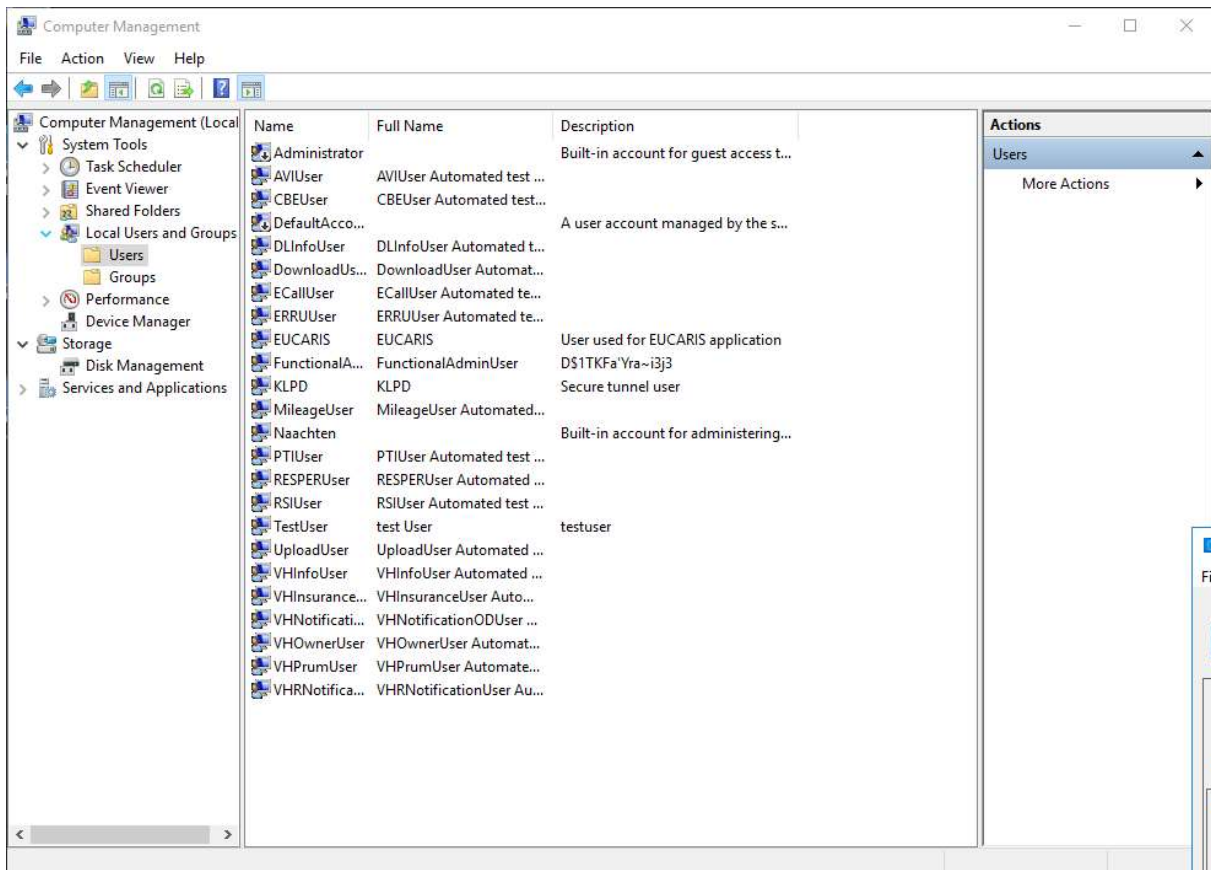 Computer Management
File Action View Help
Computer Management (Local
System Tools
Task Scheduler
Event Viewer
Shared Folders
Local Users and Groups
Users
Groups
Performance
Device Manager
Storage
Disk Management
Services and Applications
Name Full Name Description
Administrator Built-in account for guest access t...
AVIUser AVIUser Automated test ...
CBEUser CBEUser Automated test...
DefaultAcco... A user account managed by the s...
DLInfoUser DLInfoUser Automated t...
DownloadUs... DownloadUser Automat...
ECallUser ECallUser Automated te...
ERRUUser ERRUUser Automated te...
EUCARIS EUCARIS User used for EUCARIS application
FunctionalA... FunctionalAdminUser D$1TKFa'Yra~i3j3
KLPD KLPD Secure tunnel user
MileageUser MileageUser Automated...
Naachten Built-in account for administering...
PTIUser PTIUser Automated test ...
RESPERUser RESPERUser Automated ...
RSIUser RSIUser Automated test ...
TestUser test User testuser
UploadUser UploadUser Automated ...
VHInfoUser VHInfoUser Automated ...
VHInsurance... VHInsuranceUser Auto...
VHNotificati... VHNotificationODUser ...
VHOwnerUser VHOwnerUser Automat...
VHPrumUser VHPrumUser Automate...
VHRNotifica... VHRNotificationUser Au...
Actions
Users
More Actions
Fi